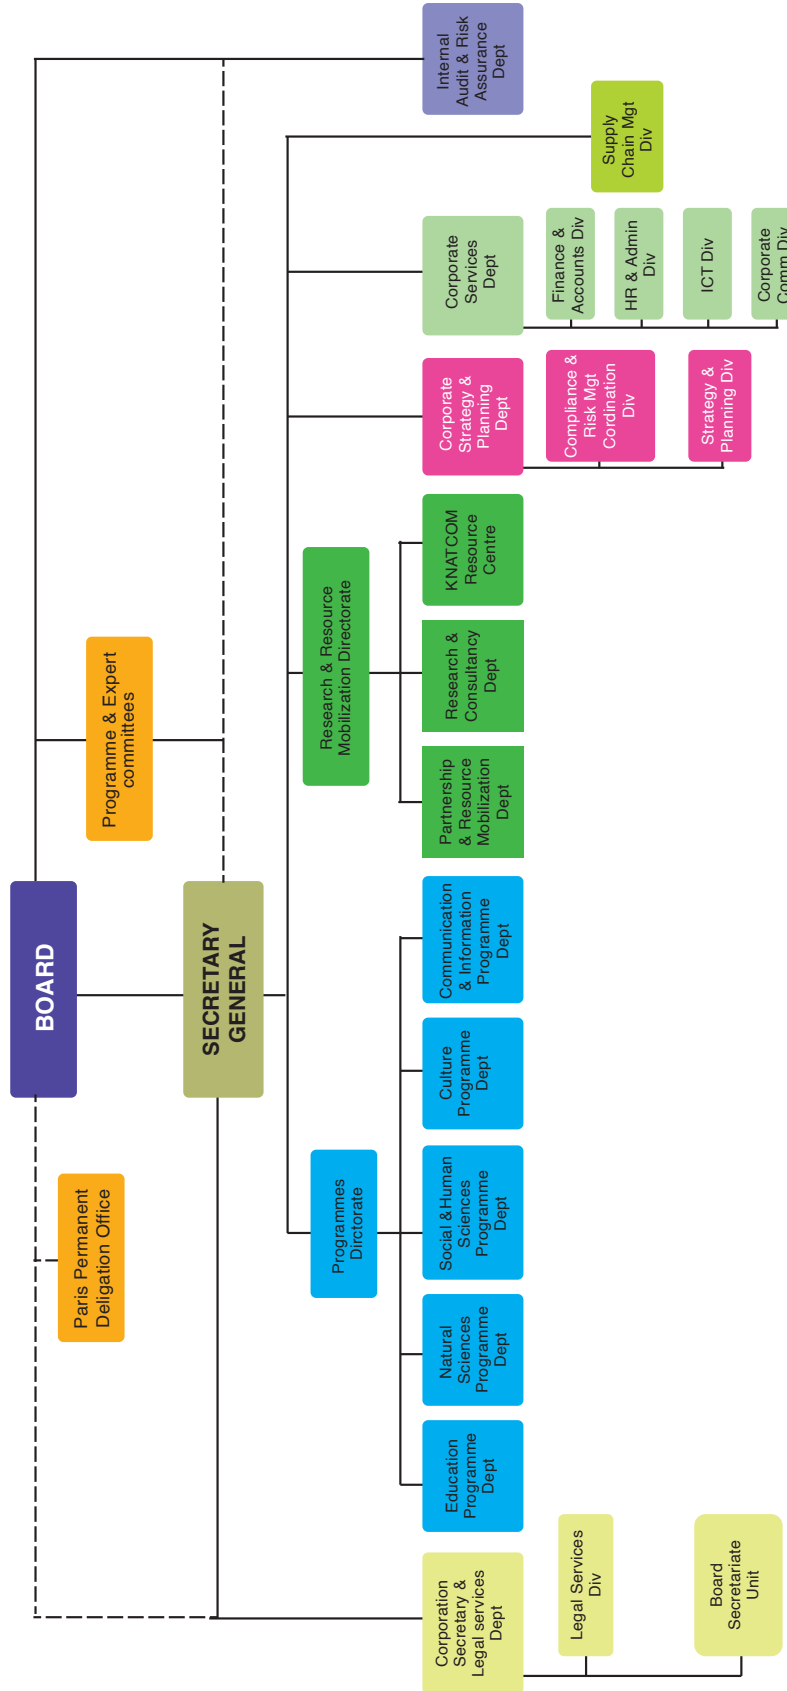 BOARD
Paris Permanent
Deligation Office
Programme & Expert
committees
SECRETARY
GENERAL
Programmes
Dirctorate
Research & Resource
Mobilization Directorate
Corporation
Secretary &
Legal services
Dept
Education
Programme
Dept
Natural
Sciences
Programme
Dept
Social &Human
Sciences
Programme
Dept
Culture
Programme
Dept
Communication
& Information
Programme
Dept
Partnership
& Resource
Mobilization
Dept
Research &
Consultancy
Dept
KNATCOM
Resource
Centre
Corporate
Strategy &
Planning
Dept
Corporate
Services
Dept
Internal
Audit & Risk
Assurance
Dept
Legal Services
Div
Board
Secretariate
Unit
Compliance &
Risk Mgt
Cordination
Div
Strategy &
Planning Div
Finance &
Accounts Div
HR & Admin
Div
ICT Div
Corporate
Comm Div
Supply
Chain Mgt
Div